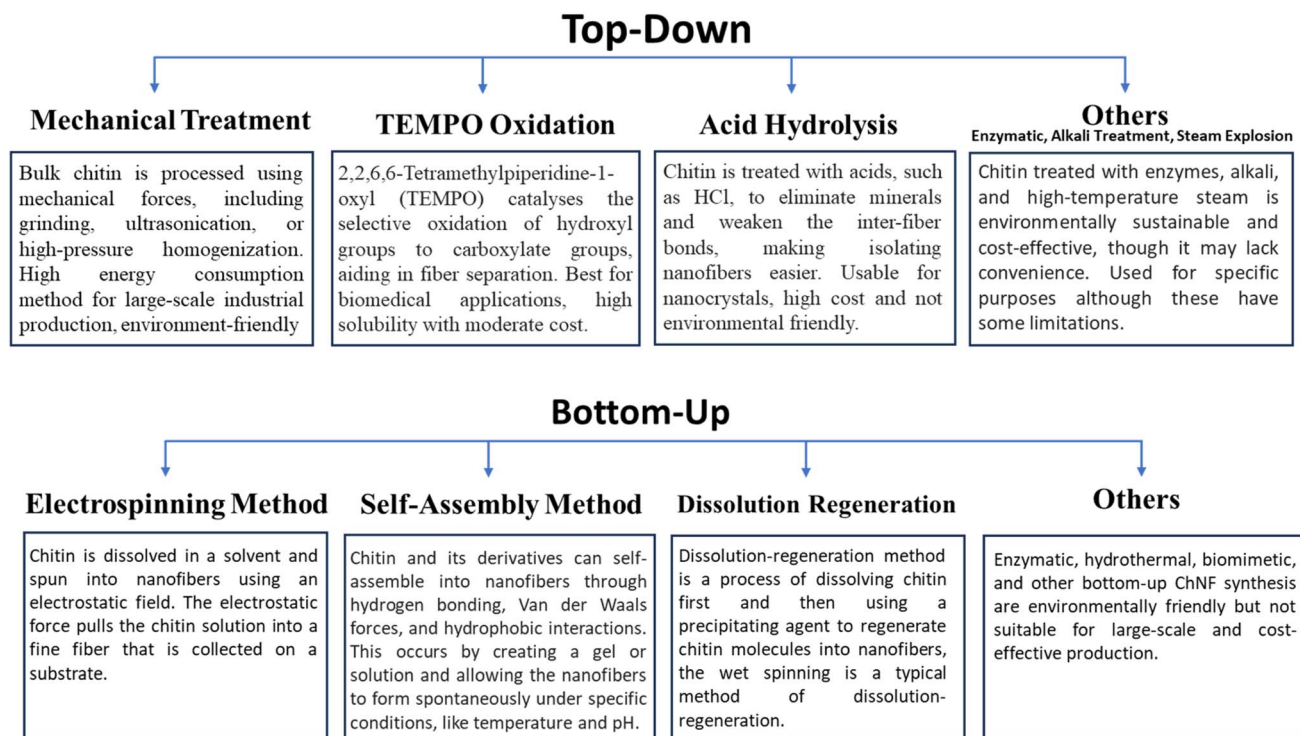 Top-Down
Mechanical Treatment
Bulk chitin is processed using
mechanical forces, including
grinding, ultrasonication, or
high-pressure homogenization.
High energy consumption
method for large-scale industrial
production, environment-friendly
TEMPO Oxidation
2,2,6,6-Tetramethylpiperidine-1-
oxyl (TEMPO) catalyses the
selective oxidation of hydroxyl
groups to carboxylate groups,
aiding in fiber separation. Best for
biomedical applications, high
solubility with moderate cost.
Acid Hydrolysis
Chitin is treated with acids, such
as HCl, to eliminate minerals
and weaken the inter-fiber
bonds, making isolating
nanofibers easier. Usable for
nanocrystals, high cost and not
environmental friendly.
Others
Enzymatic, Alkali Treatment, Steam Explosion
Chitin treated with enzymes, alkali,
and high-temperature steam is
environmentally sustainable and
cost-effective, though it may lack
convenience. Used for specific
purposes although these have
some limitations.
Bottom-Up
Electrospinning Method
Chitin is dissolved in a solvent and
spun into nanofibers using an
electrostatic field. The electrostatic
force pulls the chitin solution into a
fine fiber that is collected on a
substrate.
Self-Assembly Method
Chitin and its derivatives can self-
assemble into nanofibers through
hydrogen bonding, Van der Waals
forces, and hydrophobic interactions.
This occurs by creating a gel or
solution and allowing the nanofibers
to form spontaneously under specific
conditions, like temperature and pH.
Dissolution Regeneration
Dissolution-regeneration method
is a process of dissolving chitin
first and then using a
precipitating agent to regenerate
chitin molecules into nanofibers,
the wet spinning is a typical
method of dissolution-
regeneration.
Others
Enzymatic, hydrothermal, biomimetic,
and other bottom-up ChNF synthesis
are environmentally friendly but not
suitable for large-scale and cost-
effective production.